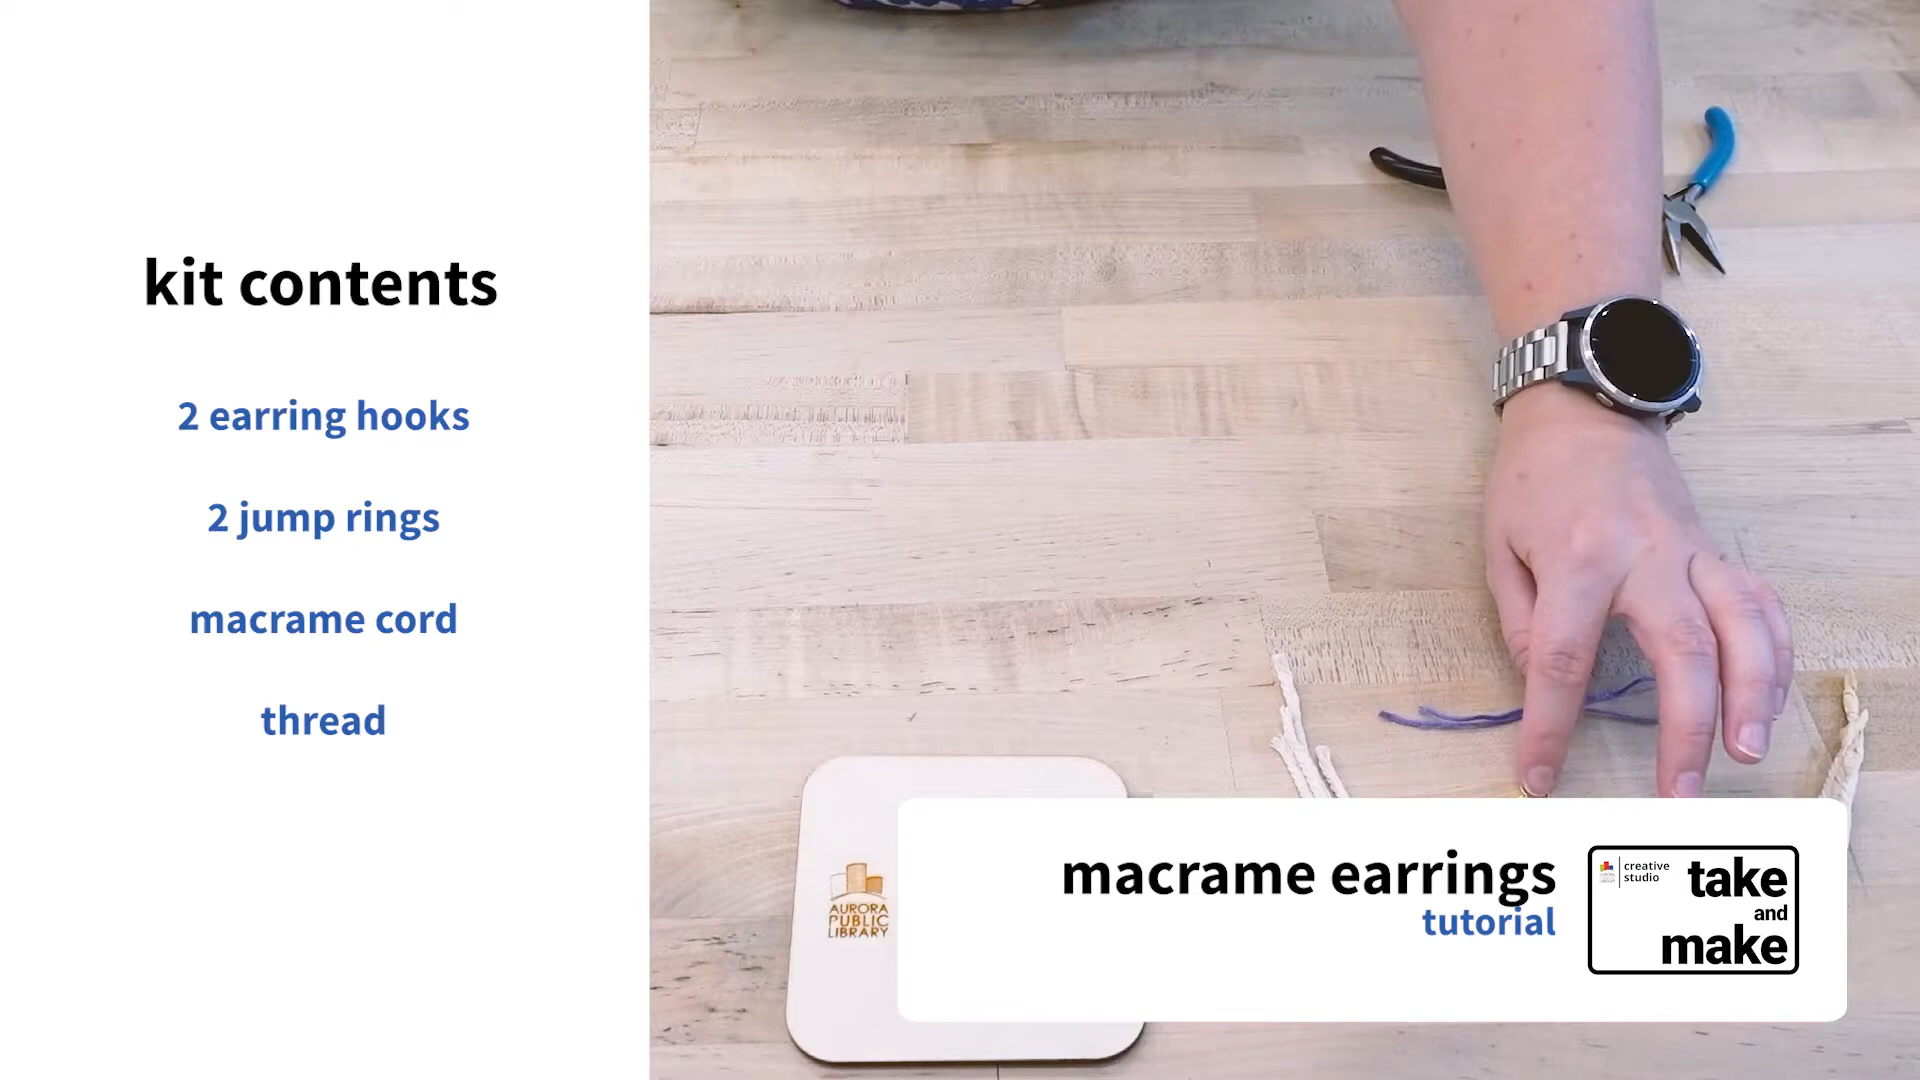 kit contents
2 earring hooks
2 jump rings
macrame cord
thread
AURORA
PUBLIC
LIBRARY
macrame earrings
tutorial
creative
studio
take
and
make